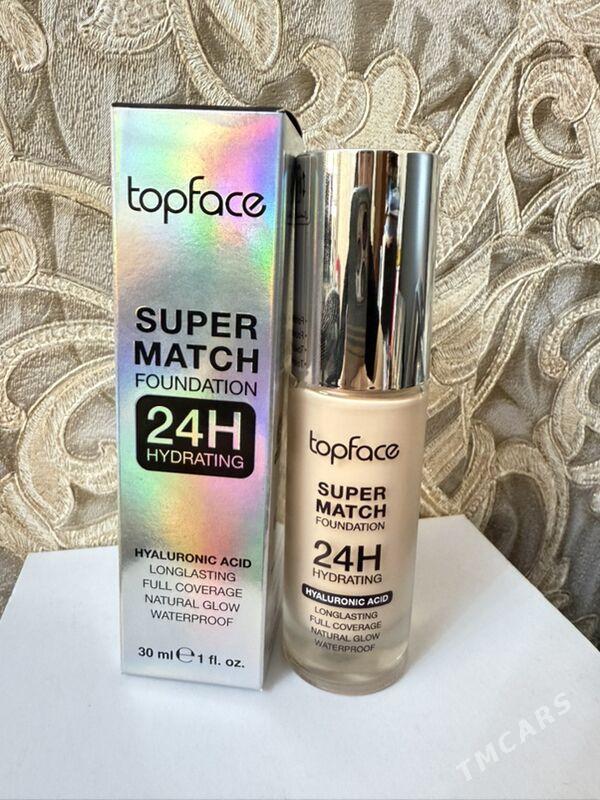 topface
SUPER
MATCH
FOUNDATION
24H
HYDRATING
HYALURONIC ACID
LONGLASTING
FULL COVERAGE
NATURAL GLOW
WATERPROOF
30 ml ℮ 1 fl. oz.
topface
SUPER
MATCH
FOUNDATION
24H
HYDRATING
HYALURONIC ACID
LONGLASTING
FULL COVERAGE
NATURAL GLOW
WATERPROOF
TMCARS